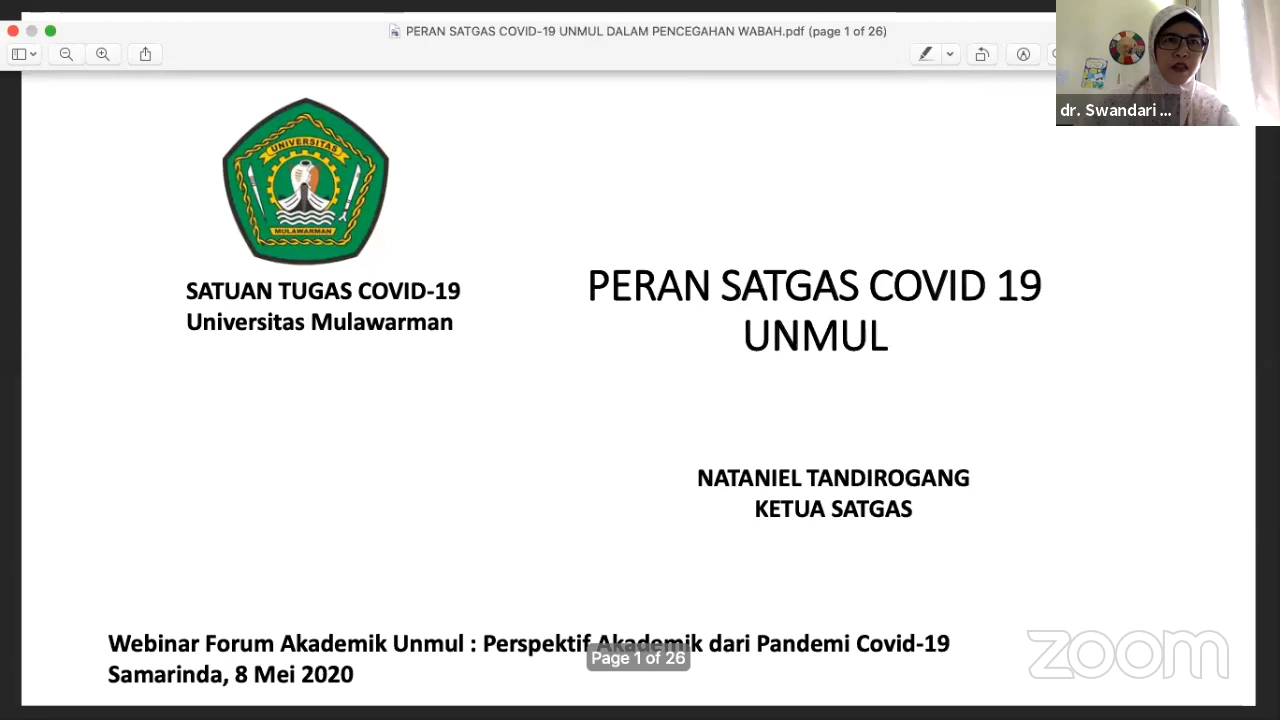 PERAN SATGAS COVID-19 UNMUL DALAM PENCEGAHAN WABAH.pdf (page 1 of 26)
dr. Swandari ...
UNIVERSITAS
MULAWARMAN
SATUAN TUGAS COVID-19
Universitas Mulawarman
PERAN SATGAS COVID 19
UNMUL
NATANIEL TANDIROGANG
KETUA SATGAS
Webinar Forum Akademik Unmul : Perspektif Akademik dari Pandemi Covid-19
Samarinda, 8 Mei 2020
Page 1 of 26
zoom